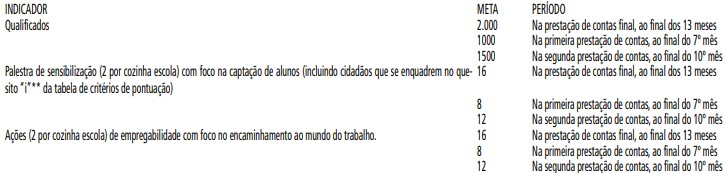 INDICADOR META PERÍODO
Qualificados 2.000 Na prestação de contas final, ao final dos 13 meses
1000 Na primeira prestação de contas, ao final do 7º mês
1500 Na segunda prestação de contas, ao final do 10º mês
Palestra de sensibilização (2 por cozinha escola) com foco na captação de alunos (incluindo cidadãos que se enquadrem no que- 16 Na prestação de contas final, ao final dos 13 meses
sito "i"** da tabela de critérios de pontuação)
8 Na primeira prestação de contas, ao final do 7º mês
12 Na segunda prestação de contas, ao final do 10º mês
Ações (2 por cozinha escola) de empregabilidade com foco no encaminhamento ao mundo do trabalho. 16 Na prestação de contas final, ao final dos 13 meses
8 Na primeira prestação de contas, ao final do 7º mês
12 Na segunda prestação de contas, ao final do 10º mês